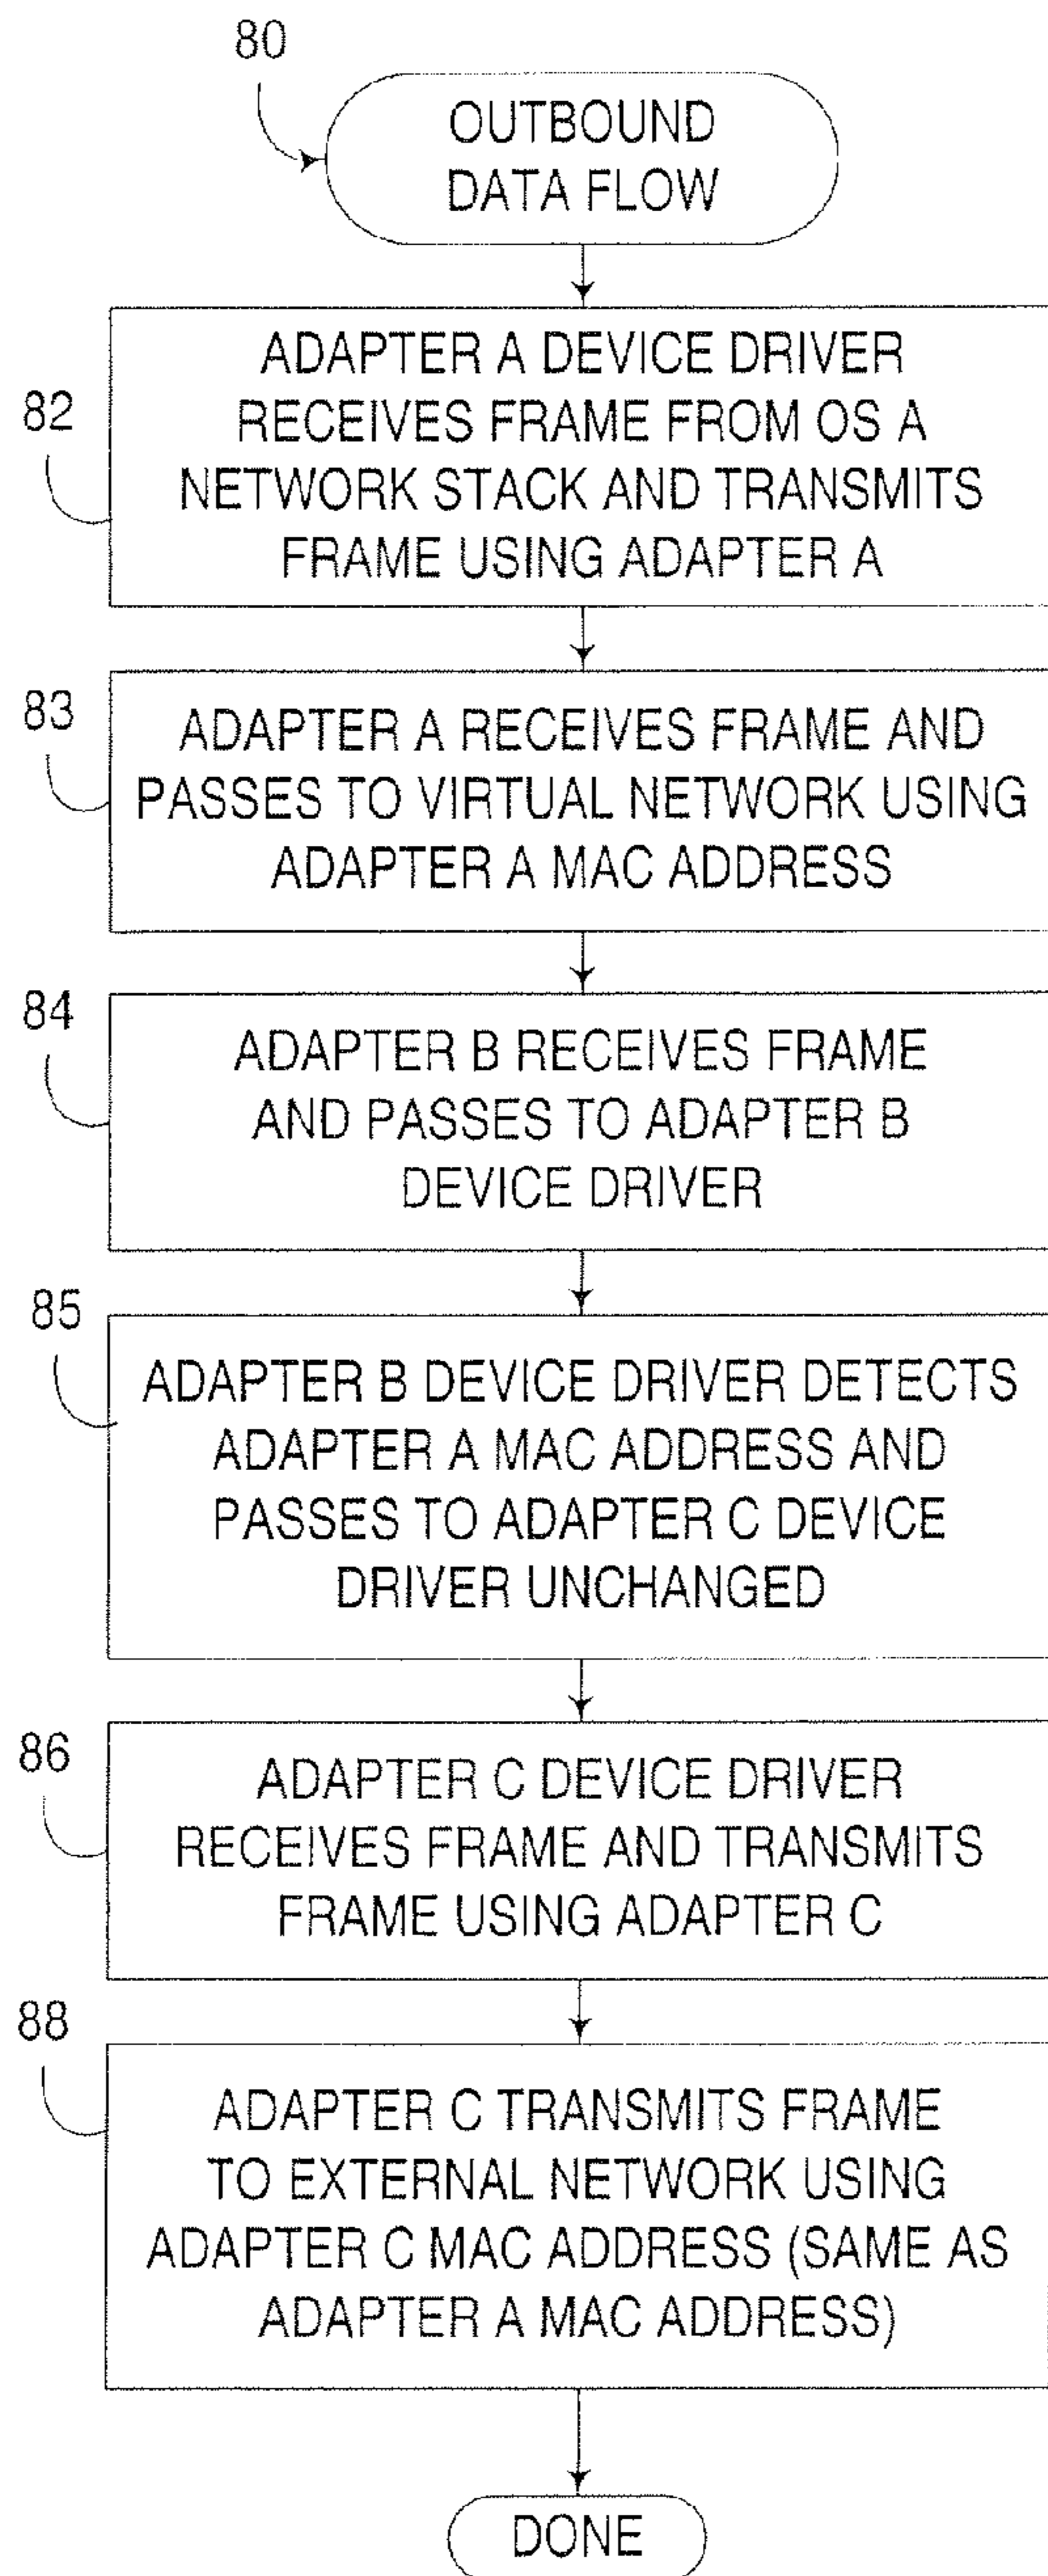 80
OUTBOUND
DATA FLOW
82
ADAPTER A DEVICE DRIVER
RECEIVES FRAME FROM OS A
NETWORK STACK AND TRANSMITS
FRAME USING ADAPTER A
83
ADAPTER A RECEIVES FRAME AND
PASSES TO VIRTUAL NETWORK USING
ADAPTER A MAC ADDRESS
84
ADAPTER B RECEIVES FRAME
AND PASSES TO ADAPTER B
DEVICE DRIVER
85
ADAPTER B DEVICE DRIVER DETECTS
ADAPTER A MAC ADDRESS AND
PASSES TO ADAPTER C DEVICE
DRIVER UNCHANGED
86
ADAPTER C DEVICE DRIVER
RECEIVES FRAME AND TRANSMITS
FRAME USING ADAPTER C
88
ADAPTER C TRANSMITS FRAME
TO EXTERNAL NETWORK USING
ADAPTER C MAC ADDRESS (SAME AS
ADAPTER A MAC ADDRESS)
DONE